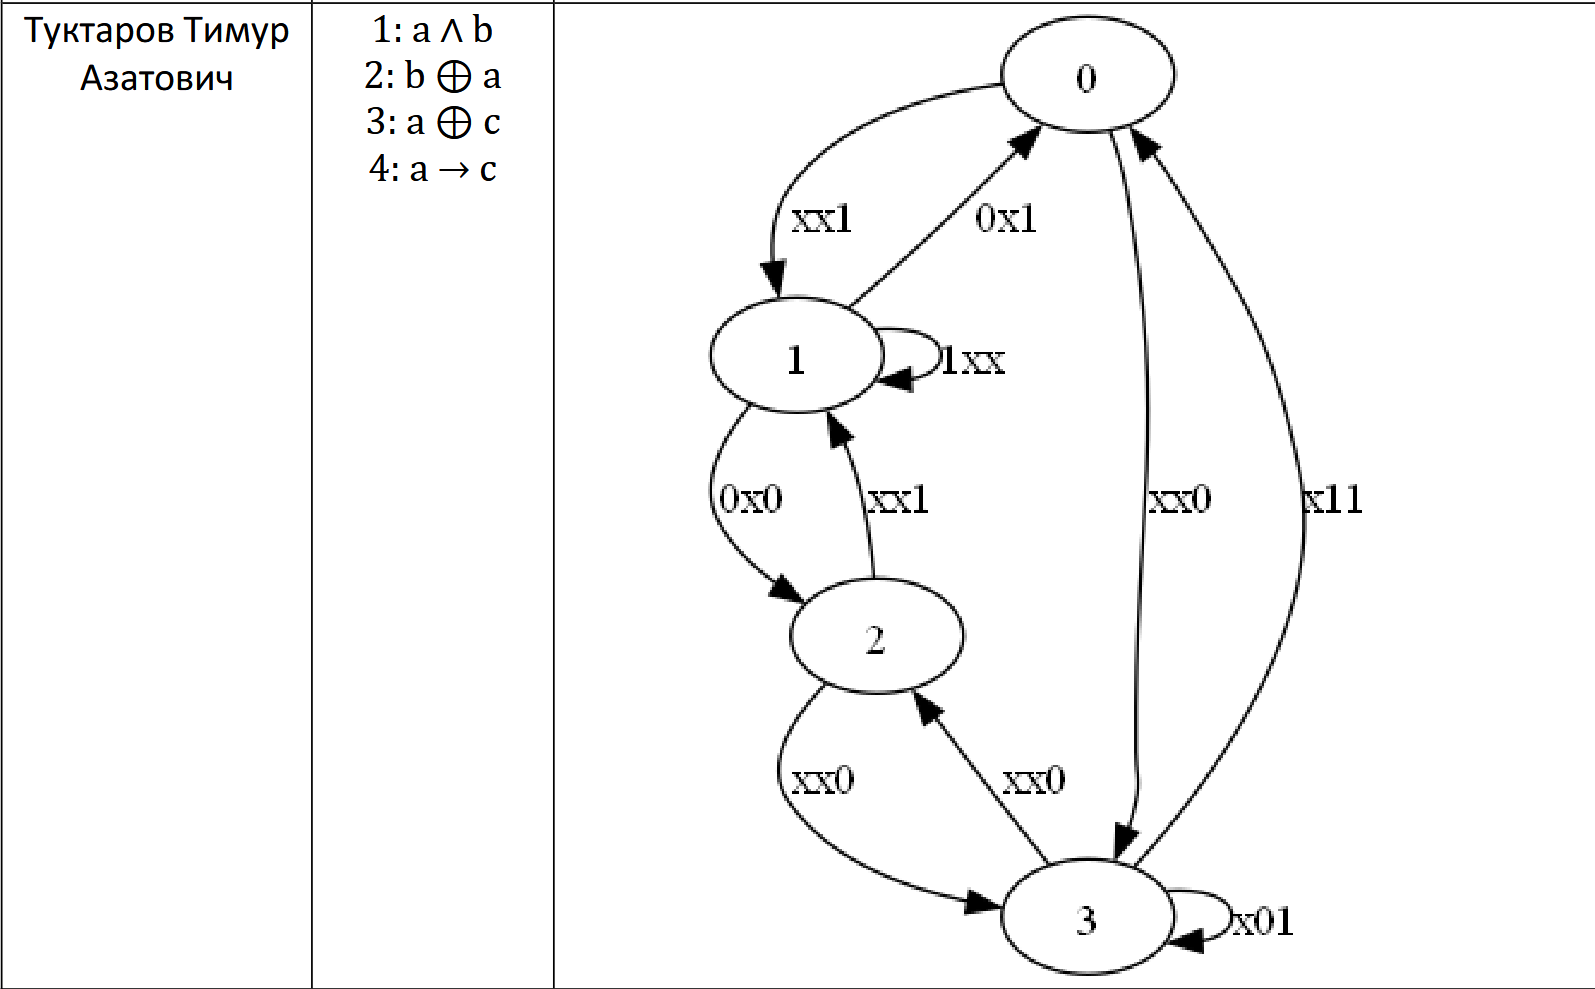 Туктаров Тимур
Азатович
1: a ∧ b
2: b ⊕ a
3: a ⊕ c
4: a → c
0
xx1
0x1
1
1xx
0x0
xx1
xx0
x11
2
xx0
xx0
3
x01